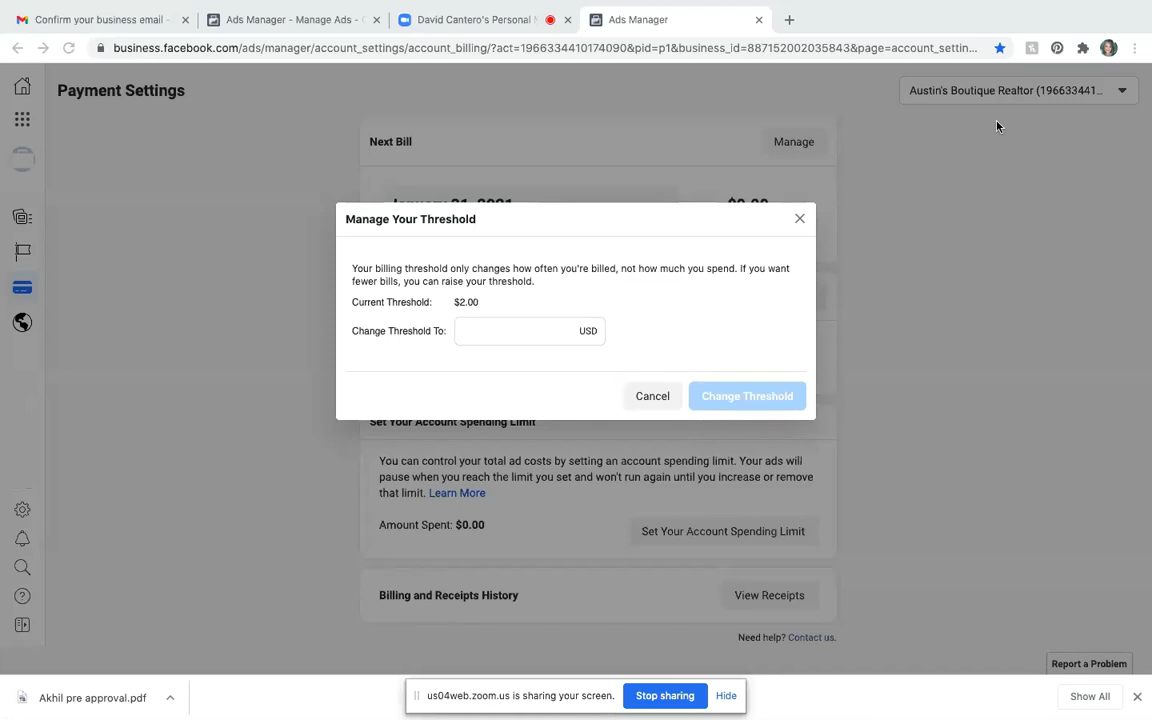 Confirm your business email -
Ads Manager - Manage Ads -
David Cantero's Personal
Ads Manager
business.facebook.com/ads/manager/account_settings/account_billing/?act=1966334410174090&pid=p1&business_id=887152002035843&page=account_settin...
Payment Settings
Austin's Boutique Realtor (196633441...
Next Bill
Manage
January 31, 2021
$0.00
Manage Your Threshold
Your billing threshold only changes how often you're billed, not how much you spend. If you want
fewer bills, you can raise your threshold.
Current Threshold: $2.00
Change Threshold To: USD
Cancel
Change Threshold
Set Your Account Spending Limit
You can control your total ad costs by setting an account spending limit. Your ads will
pause when you reach the limit you set and won't run again until you increase or remove
that limit. Learn More
Amount Spent: $0.00
Set Your Account Spending Limit
Billing and Receipts History
View Receipts
Need help? Contact us.
Report a Problem
Akhil pre approval.pdf
us04web.zoom.us is sharing your screen.
Stop sharing
Hide
Show All